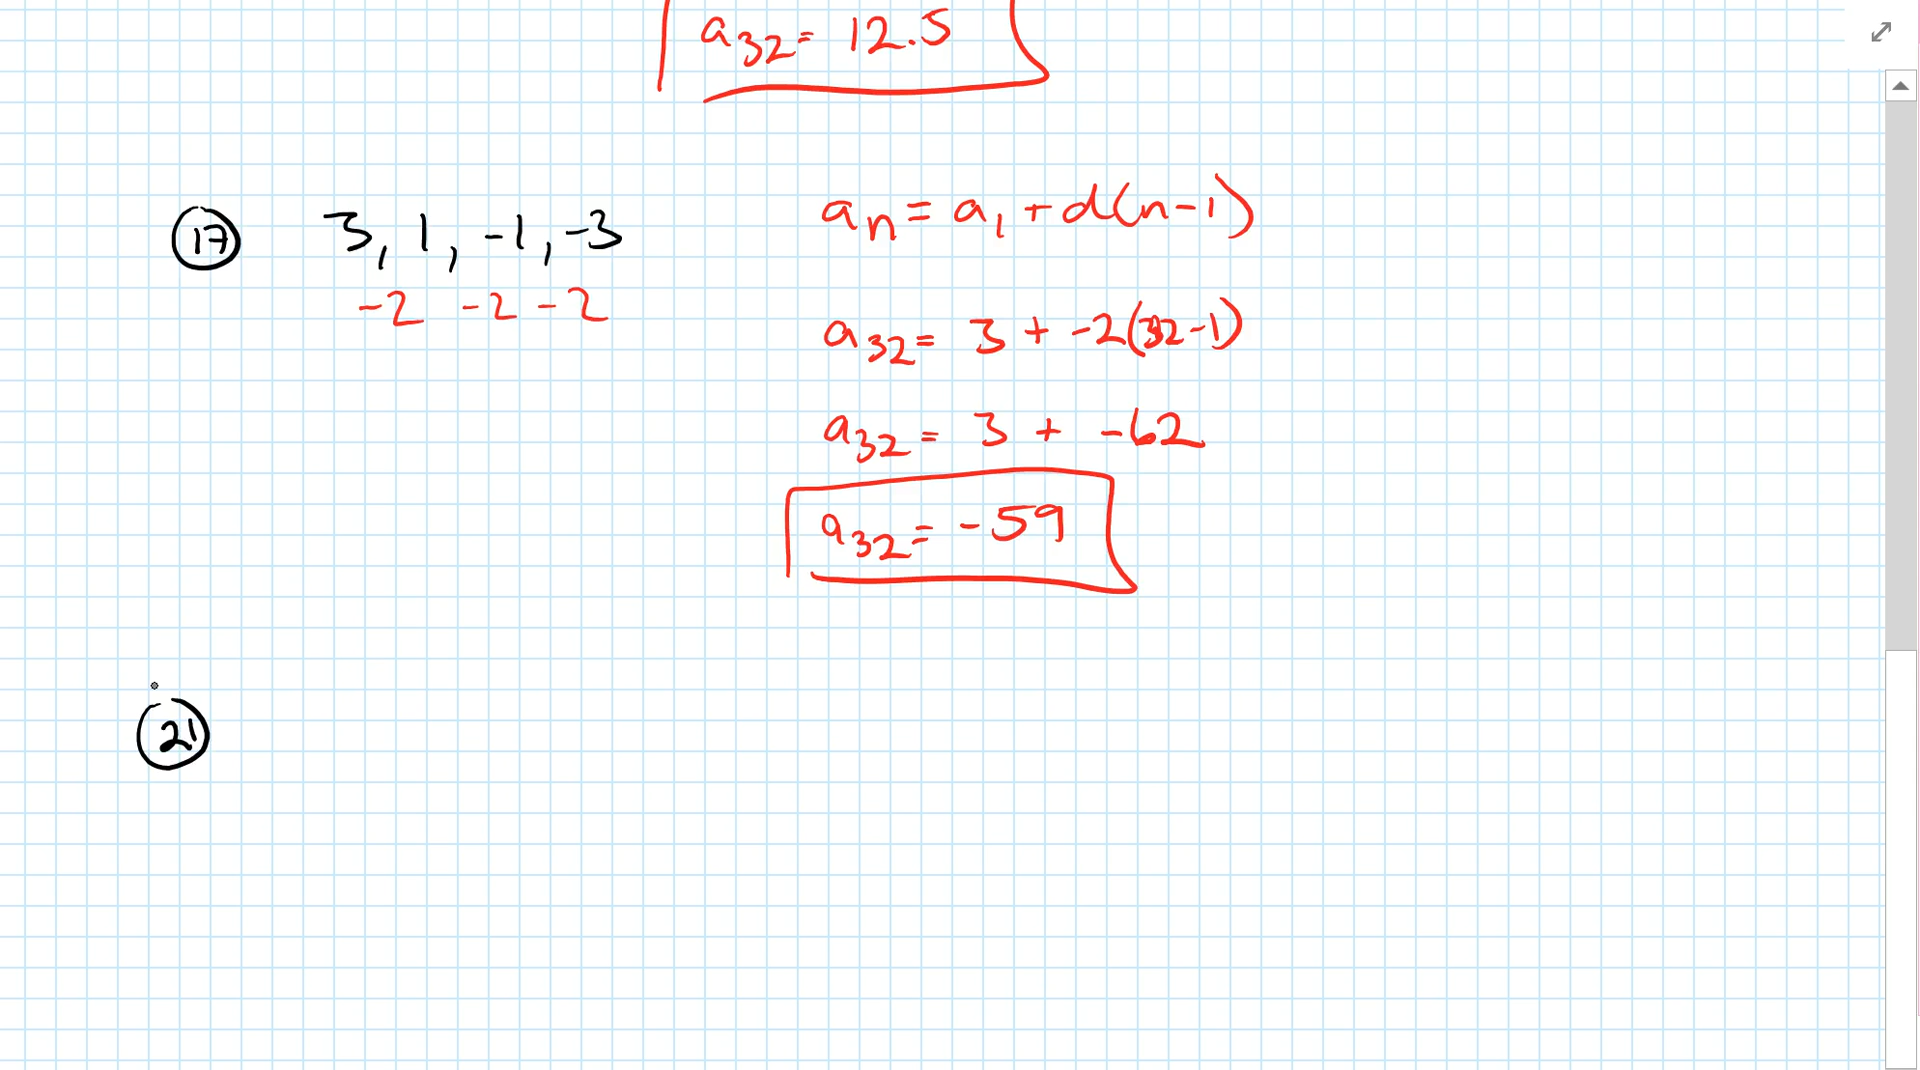 a32 = 12.5
17 3, 1, -1, -3
-2 -2 -2
an = a1 + d(n-1)
a32 = 3 + -2(32-1)
a32 = 3 + -62
a32 = -59
21